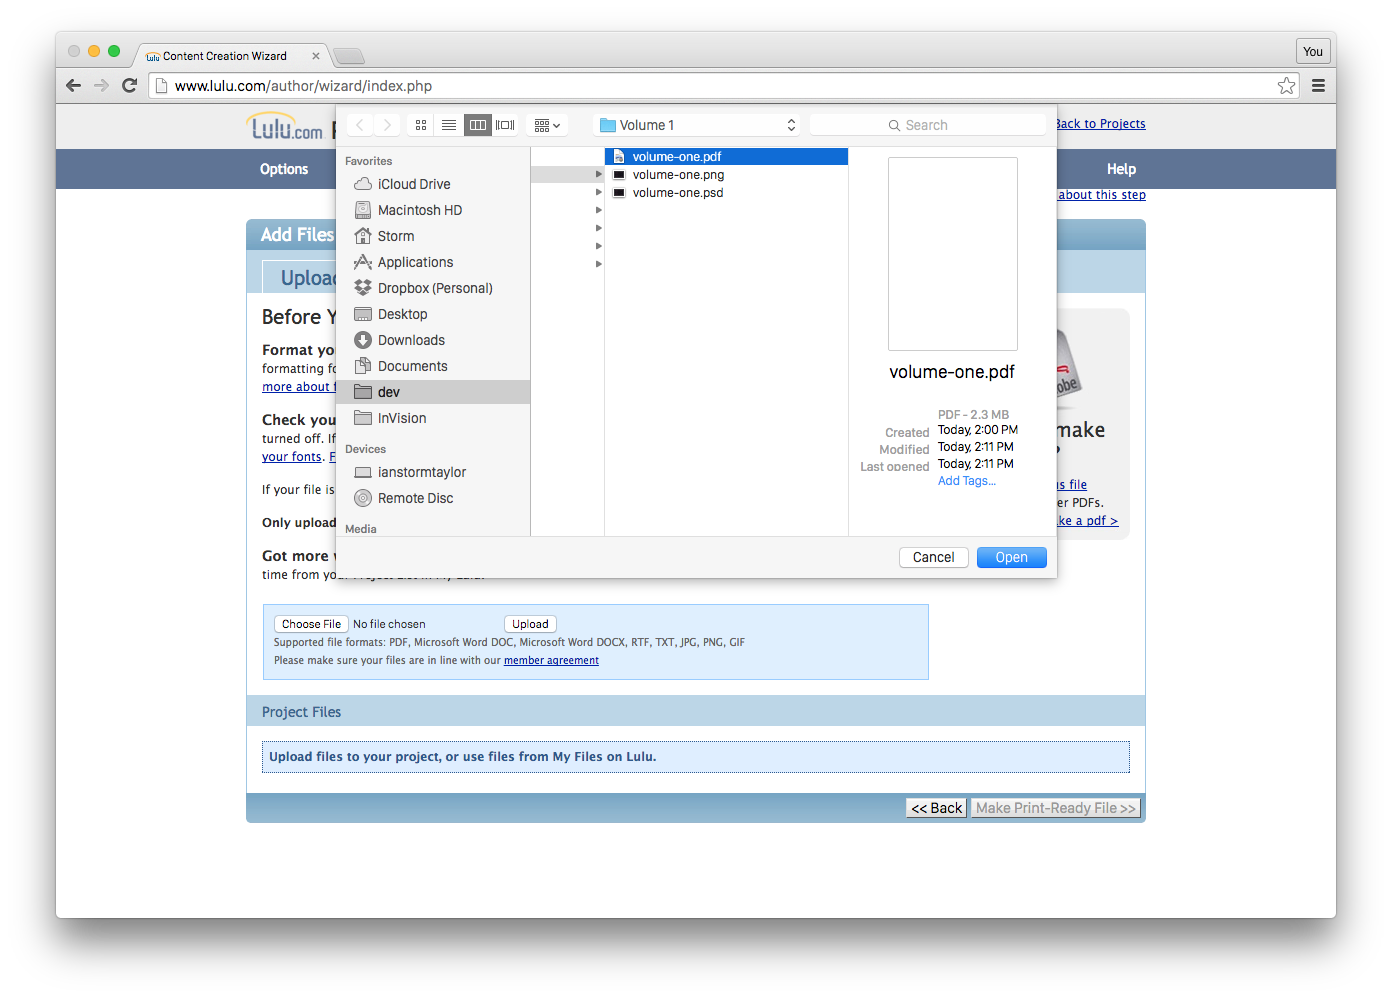 Content Creation Wizard
You
www.lulu.com/author/wizard/index.php
Lulu.com
Volume 1
Search
Back to Projects
Options
Help
about this step
Add Files
Favorites
iCloud Drive
Macintosh HD
Storm
Applications
Dropbox (Personal)
Desktop
Downloads
Documents
dev
InVision
Devices
ianstormtaylor
Remote Disc
Media
volume-one.pdf
volume-one.png
volume-one.psd
volume-one.pdf
PDF - 2.3 MB
Created Today, 2:00 PM
Modified Today, 2:11 PM
Last opened Today, 2:11 PM
Add Tags...
Cancel
Open
Before
Format
more about
Check
turned off. If
your fonts.
If your file is
Only upload
Got more
time from
make
?
file
er PDFs.
a pdf >
Choose File No file chosen Upload
Supported file formats: PDF, Microsoft Word DOC, Microsoft Word DOCX, RTF, TXT, JPG, PNG, GIF
Please make sure your files are in line with our member agreement
Project Files
Upload files to your project, or use files from My Files on Lulu.
<< Back
Make Print-Ready File >>